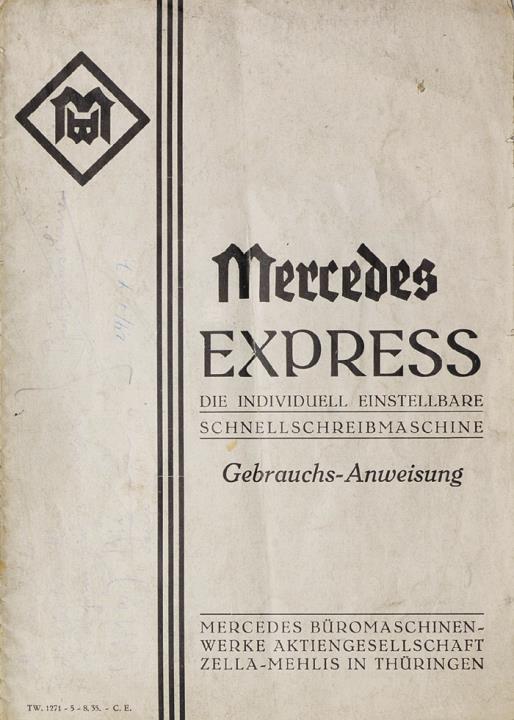 Mercedes
EXPRESS
DIE INDIVIDUELL EINSTELLBARE
SCHNELLSCHREIBMASCHINE
Gebrauchs-Anweisung
MERCEDES BÜROMASCHINEN-
WERKE AKTIENGESELLSCHAFT
ZELLA-MEHLIS IN THÜRINGEN
TW. 1271 - 5 - 8. 35. - C. E.